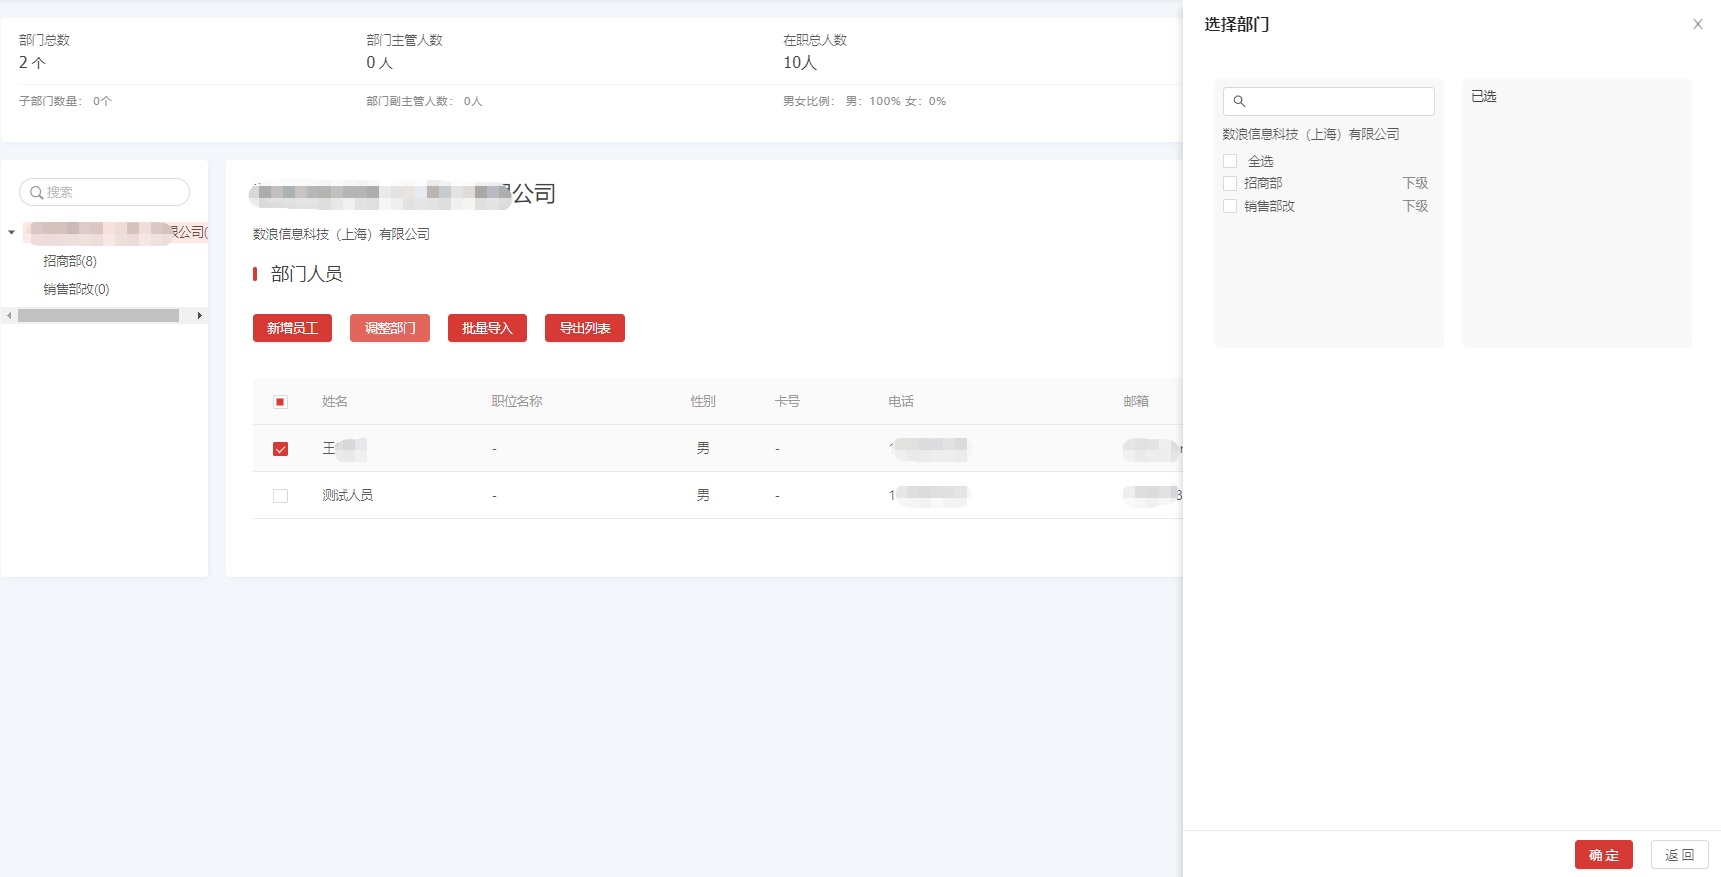 部门总数
2 个
子部门数量： 0个
部门主管人数
0 人
部门副主管人数： 0人
在职总人数
10人
男女比例： 男：100% 女：0%
搜索
限公司(
招商部(8)
销售部改(0)
公司
数浪信息科技（上海）有限公司
部门人员
新增员工 调整部门 批量导入 导出列表
姓名 职位名称 性别 卡号 电话 邮箱
王 - 男 -
测试人员 - 男 - 1 3
选择部门
数浪信息科技（上海）有限公司
全选
招商部 下级
销售部改 下级
已选
确 定 返 回